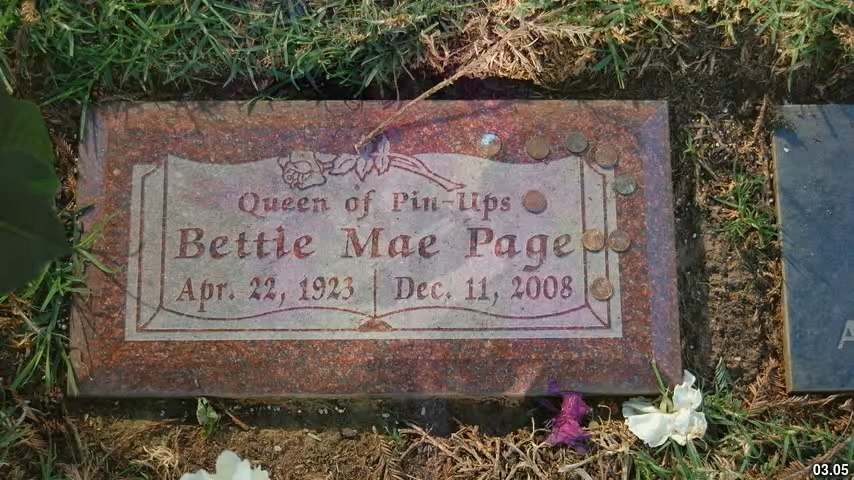 Queen of Pin-Ups
Bettie Mae Page
Apr. 22, 1923 Dec. 11, 2008
A
03.05